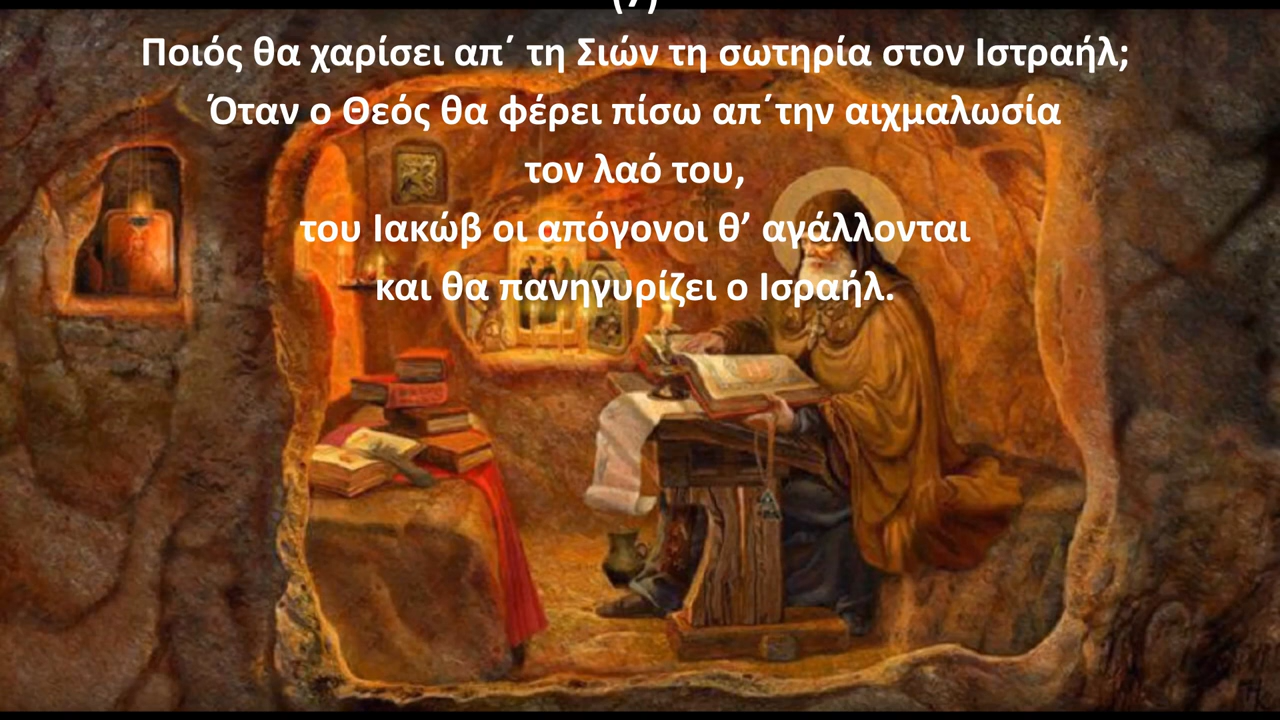 (7)
Ποιός θα χαρίσει απ΄ τη Σιών τη σωτηρία στον Ιστραήλ;
Όταν ο Θεός θα φέρει πίσω απ΄την αιχμαλωσία
τον λαό του,
του Ιακώβ οι απόγονοι θ’ αγάλλονται
και θα πανηγυρίζει ο Ισραήλ.